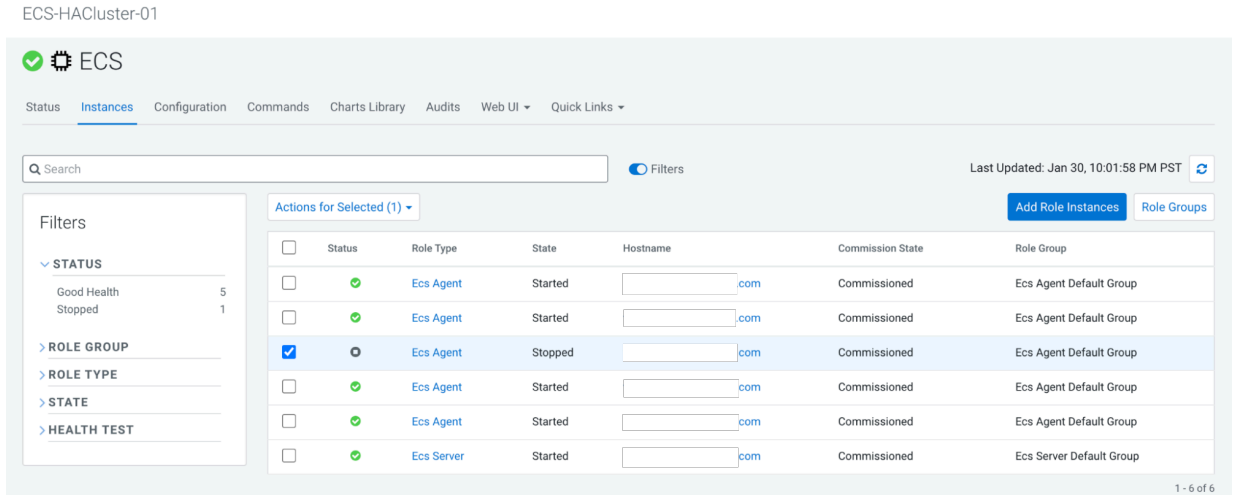 ECS-HACluster-01
ECS
Status Instances Configuration Commands Charts Library Audits Web UI Quick Links
Search
Filters
Last Updated: Jan 30, 10:01:58 PM PST
Filters
Actions for Selected (1)
Add Role Instances
Role Groups
STATUS
Good Health 5
Stopped 1
ROLE GROUP
ROLE TYPE
STATE
HEALTH TEST
Status Role Type State Hostname Commission State Role Group
Ecs Agent Started .com Commissioned Ecs Agent Default Group
Ecs Agent Started .com Commissioned Ecs Agent Default Group
Ecs Agent Stopped com Commissioned Ecs Agent Default Group
Ecs Agent Started com Commissioned Ecs Agent Default Group
Ecs Agent Started com Commissioned Ecs Agent Default Group
Ecs Server Started com Commissioned Ecs Server Default Group
1 - 6 of 6